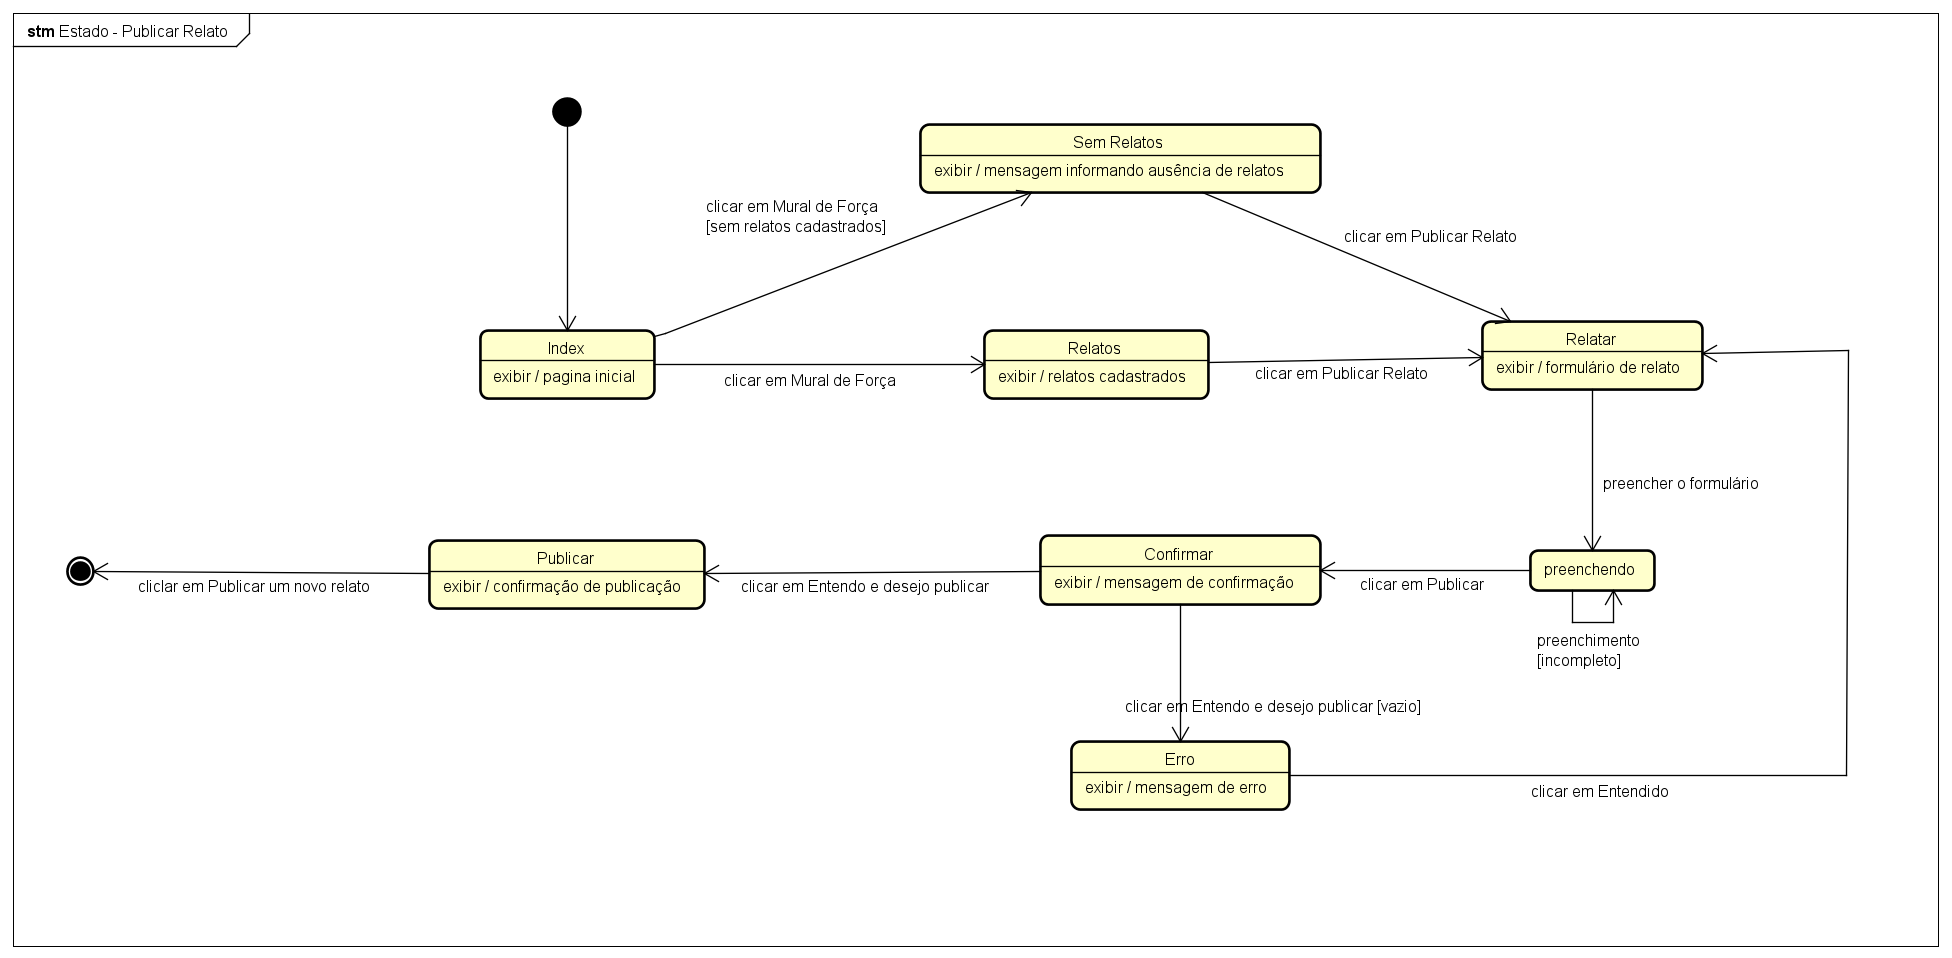 stm Estado - Publicar Relato
Sem Relatos
exibir / mensagem informando ausência de relatos
clicar em Mural de Força
[sem relatos cadastrados]
clicar em Publicar Relato
Index
exibir / pagina inicial
clicar em Mural de Força
Relatos
exibir / relatos cadastrados
clicar em Publicar Relato
Relatar
exibir / formulário de relato
preencher o formulário
preenchendo
preenchimento
[incompleto]
clicar em Publicar
Confirmar
exibir / mensagem de confirmação
clicar em Entendo e desejo publicar
Publicar
exibir / confirmação de publicação
cliclar em Publicar um novo relato
clicar em Entendo e desejo publicar [vazio]
Erro
exibir / mensagem de erro
clicar em Entendido